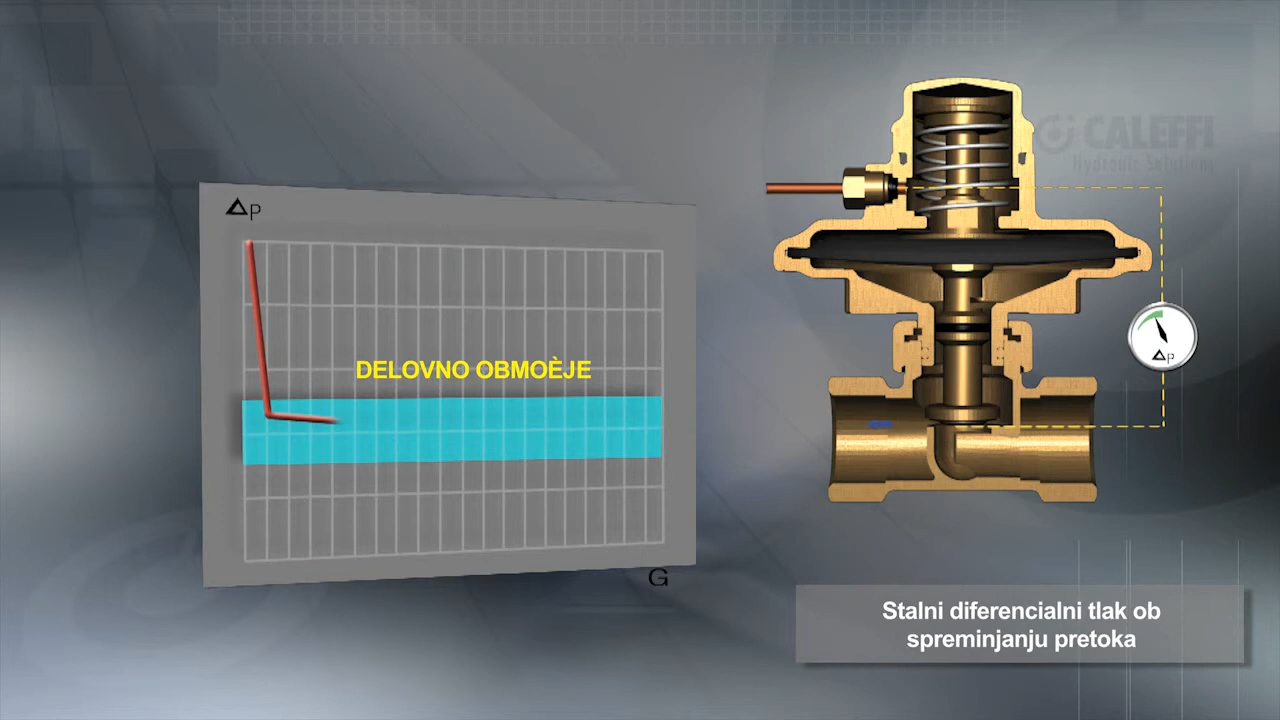 CALEFFI
Hydronic Solutions
Δp
DELOVNO OBMOÈJE
Δp
G
Stalni diferencialni tlak ob
spreminjanju pretoka